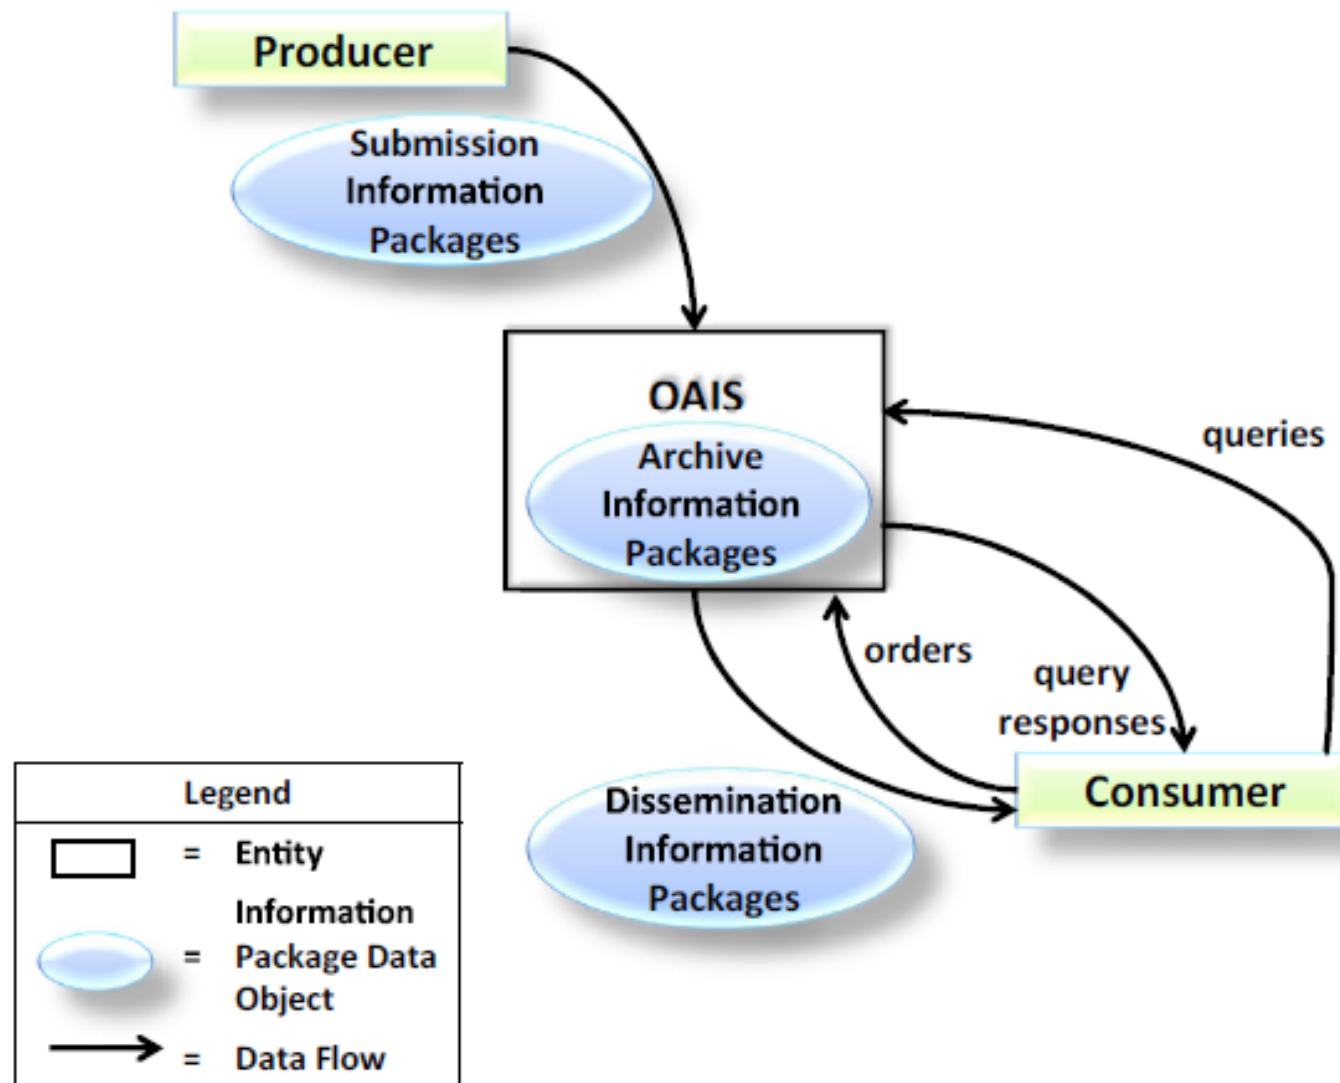 Producer
Submission
Information
Packages
OAIS
Archive
Information
Packages
queries
orders
query
responses
Consumer
Dissemination
Information
Packages
Legend
= Entity
Information
= Package Data
Object
= Data Flow